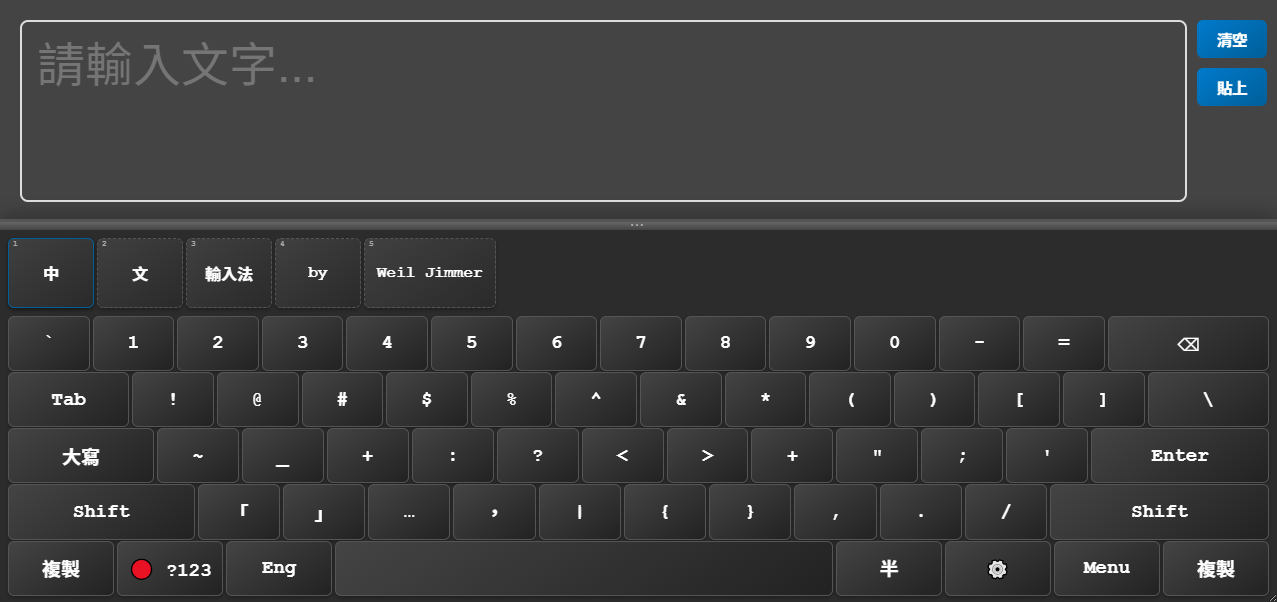 請輸入文字...
清空
貼上
...
1 中 2 文 3 輸入法 4 by 5 Weil Jimmer
` 1 2 3 4 5 6 7 8 9 0 - = ⌫
Tab ! @ # $ % ^ & * ( ) [ ] \
大寫 ~ _ + : ? < > + " ; ' Enter
Shift 「 」 … , | { } , . / Shift
複製 ?123 Eng 半 Menu 複製